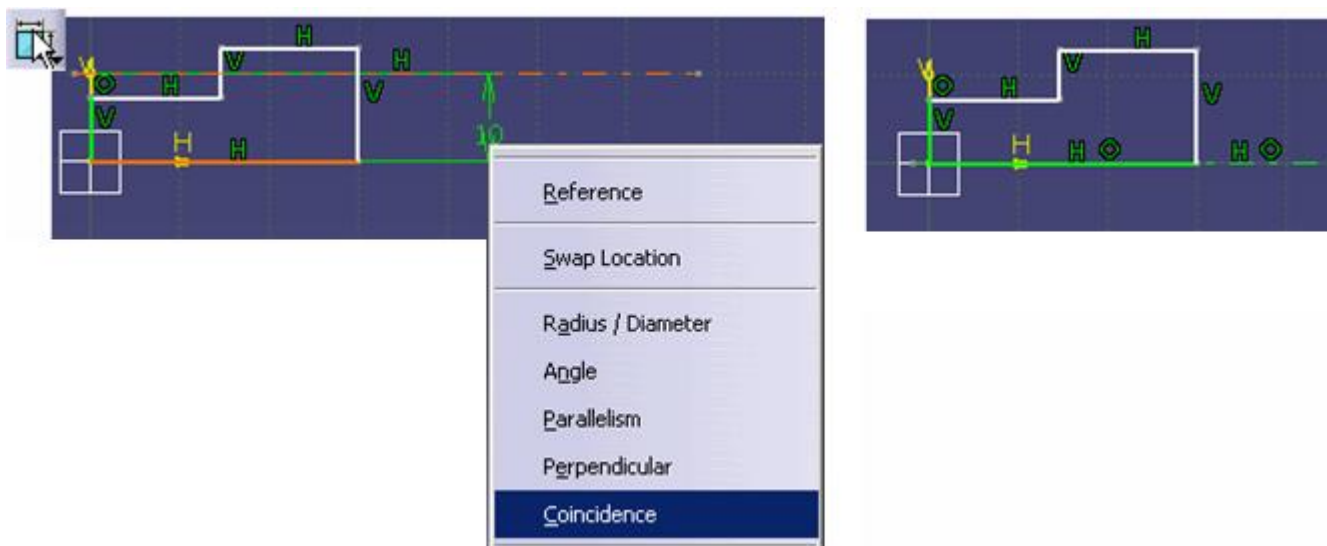 H H
V
H V
V
H H
10
Reference
Swap Location
Radius / Diameter
Angle
Parallelism
Perpendicular
Coincidence
V H
V
H V
V
H H H